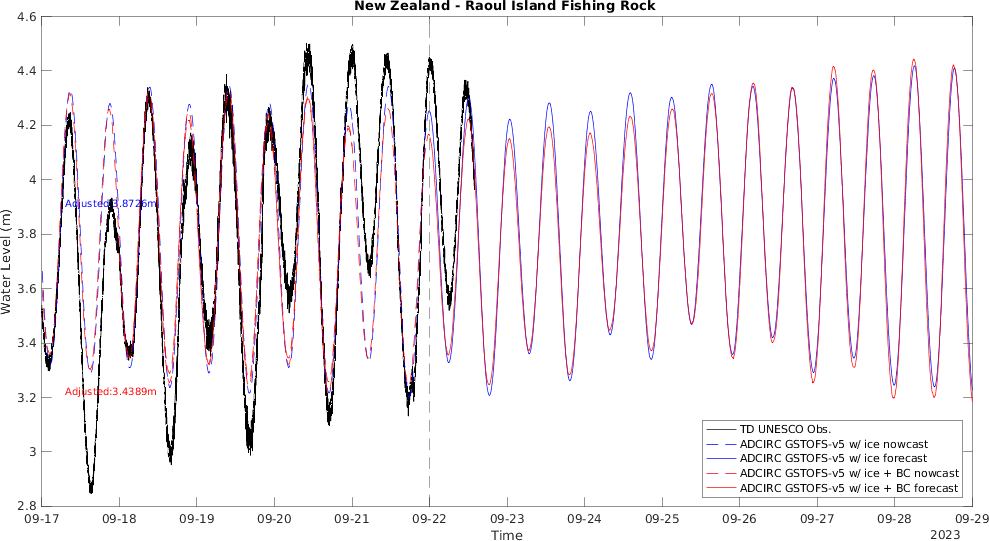 New Zealand - Raoul Island Fishing Rock
Water Level (m)
4.6
4.4
4.2
4
3.8
3.6
3.4
3.2
3
2.8
Adjusted:3.8726m
Adjusted:3.4389m
TD UNESCO Obs.
ADCIRC GSTOFS-v5 w/ ice nowcast
ADCIRC GSTOFS-v5 w/ ice forecast
ADCIRC GSTOFS-v5 w/ ice + BC nowcast
ADCIRC GSTOFS-v5 w/ ice + BC forecast
09-17 09-18 09-19 09-20 09-21 09-22 09-23 09-24 09-25 09-26 09-27 09-28 09-29
Time
2023